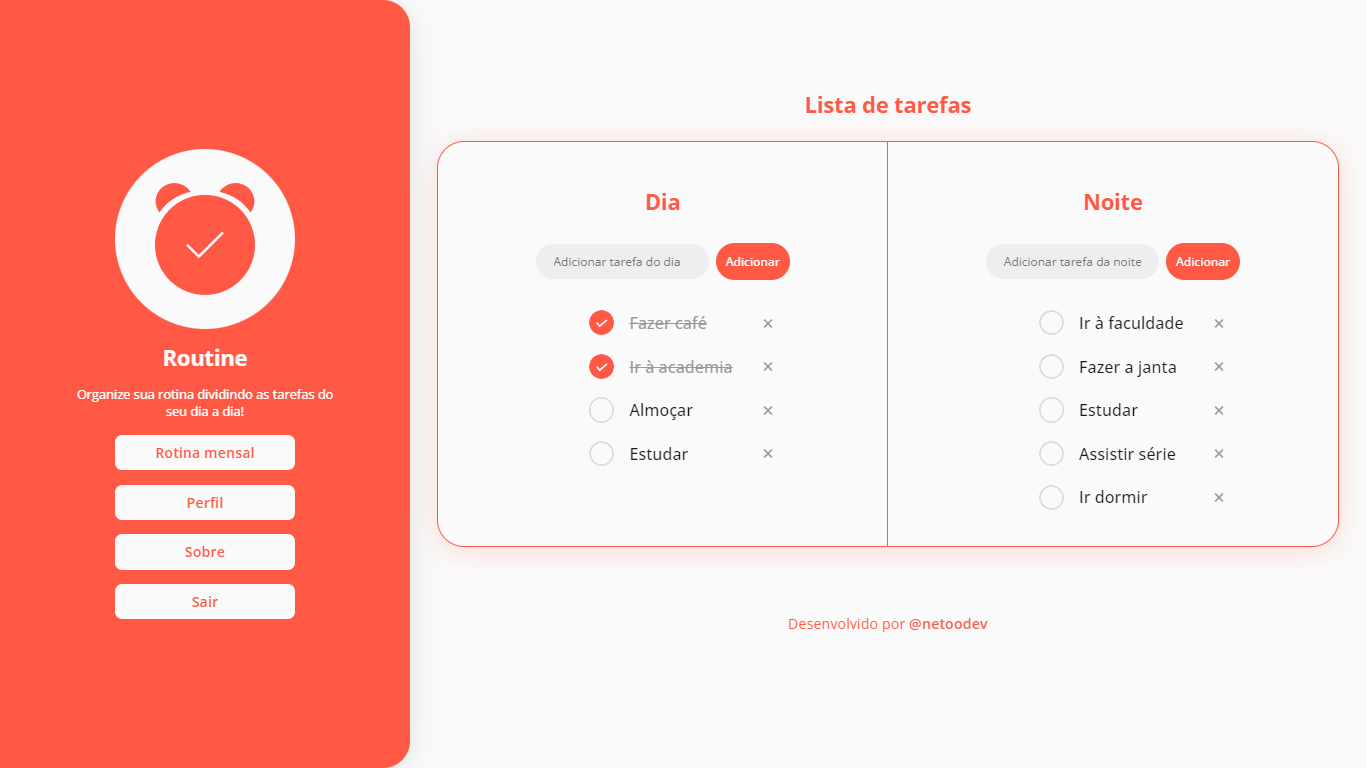 Routine
Organize sua rotina dividindo as tarefas do
seu dia a dia!
Rotina mensal
Perfil
Sobre
Sair
Lista de tarefas
Dia
Adicionar tarefa do dia
Adicionar
Fazer café
Ir à academia
Almoçar
Estudar
Noite
Adicionar tarefa da noite
Adicionar
Ir à faculdade
Fazer a janta
Estudar
Assistir série
Ir dormir
Desenvolvido por @netoodev